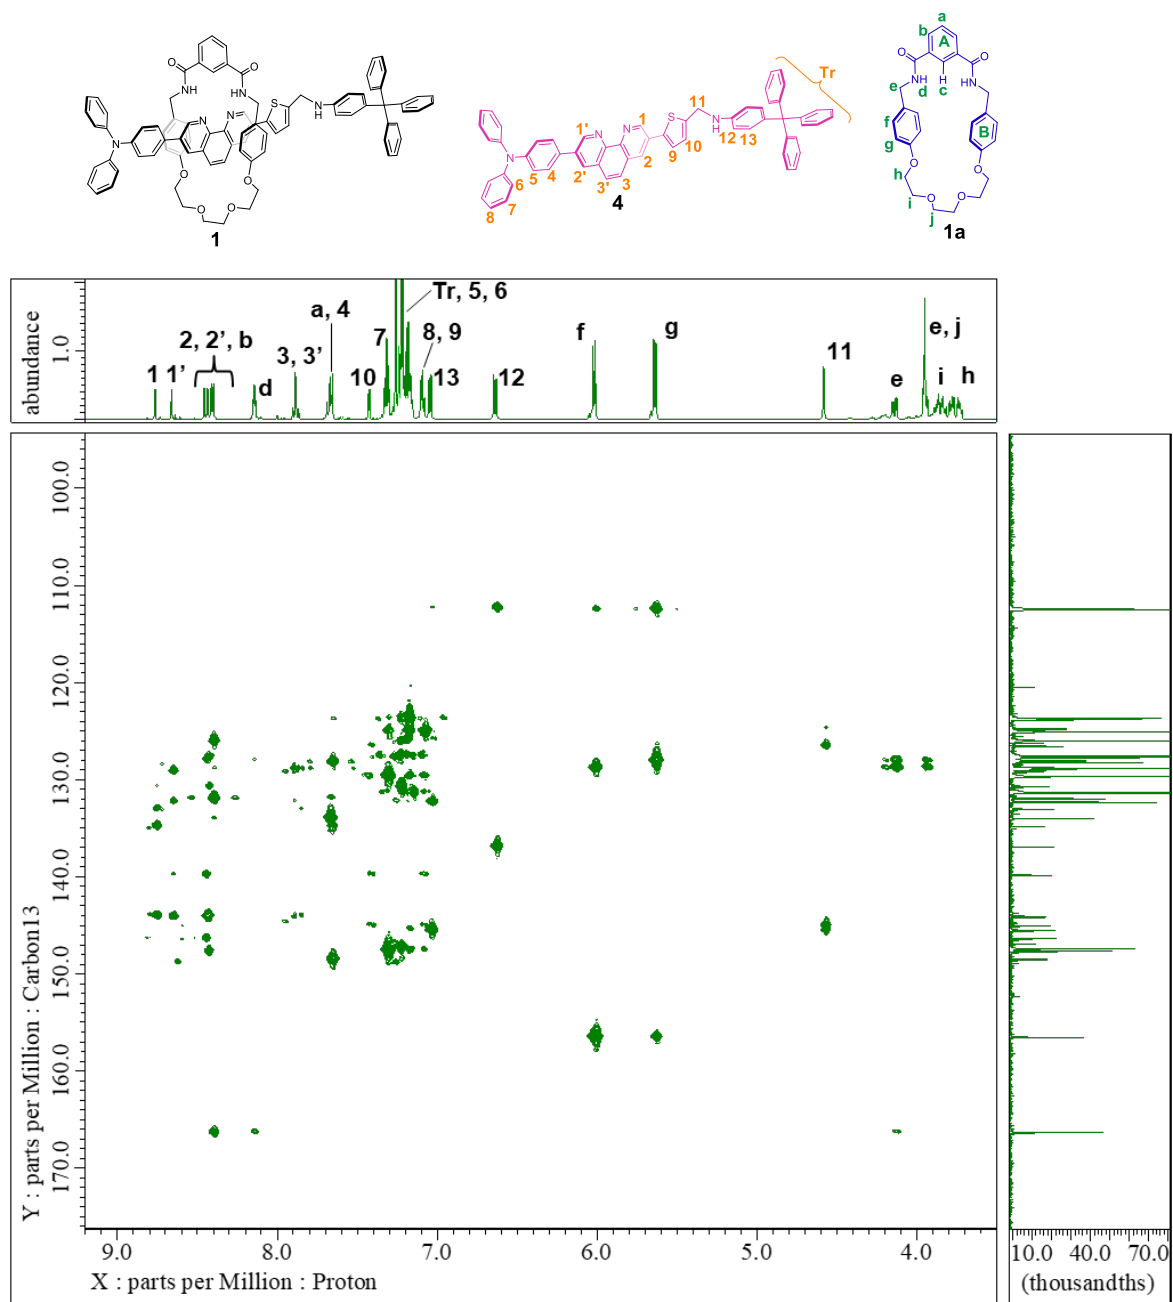 O
NH
O
HN
N
N
N
S
NH
O
O
O
O
1
Tr
11
1'
N
1
N
S
NH
12
13
10
9
2
2'
3'
3
N
5
4
6
7
8
4
a
b
A
O
O
NH
HN
e
d
H
c
f
B
g
O
O
h
i
O
O
j
1a
abundance
1.0
1
1'
2, 2', b
d
3, 3'
a, 4
10
7
Tr, 5, 6
8, 9
13
12
f
g
11
e
e, j
i
h
Y : parts per Million : Carbon13
100.0
110.0
120.0
130.0
140.0
150.0
160.0
170.0
9.0
8.0
7.0
6.0
5.0
4.0
X : parts per Million : Proton
10.0
40.0
70.0
(thousandths)